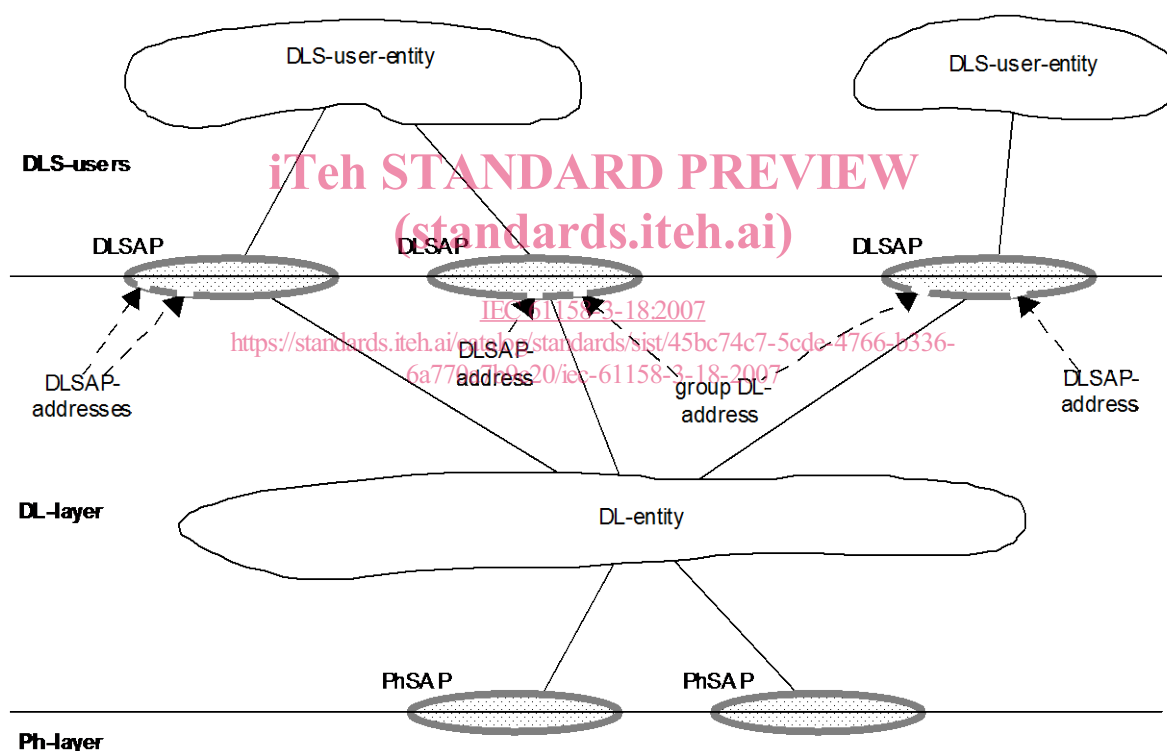 DLS-user-entity
DLS-user-entity
DLS-users
iTeh STANDARD PREVIEW
(standards.iteh.ai)
DLSAP
DLSAP
DLSAP
IEC 61158-3-18:2007
https://standards.iteh.ai/catalog/standards/sist/45bc74c7-5cde-4766-b336-
6a770c7b9c20/iec-61158-3-18-2007
DLSAP-
addresses
DLSAP-
address
group DL-
address
DLSAP-
address
DL-layer
DL-entity
PhSAP
PhSAP
Ph-layer